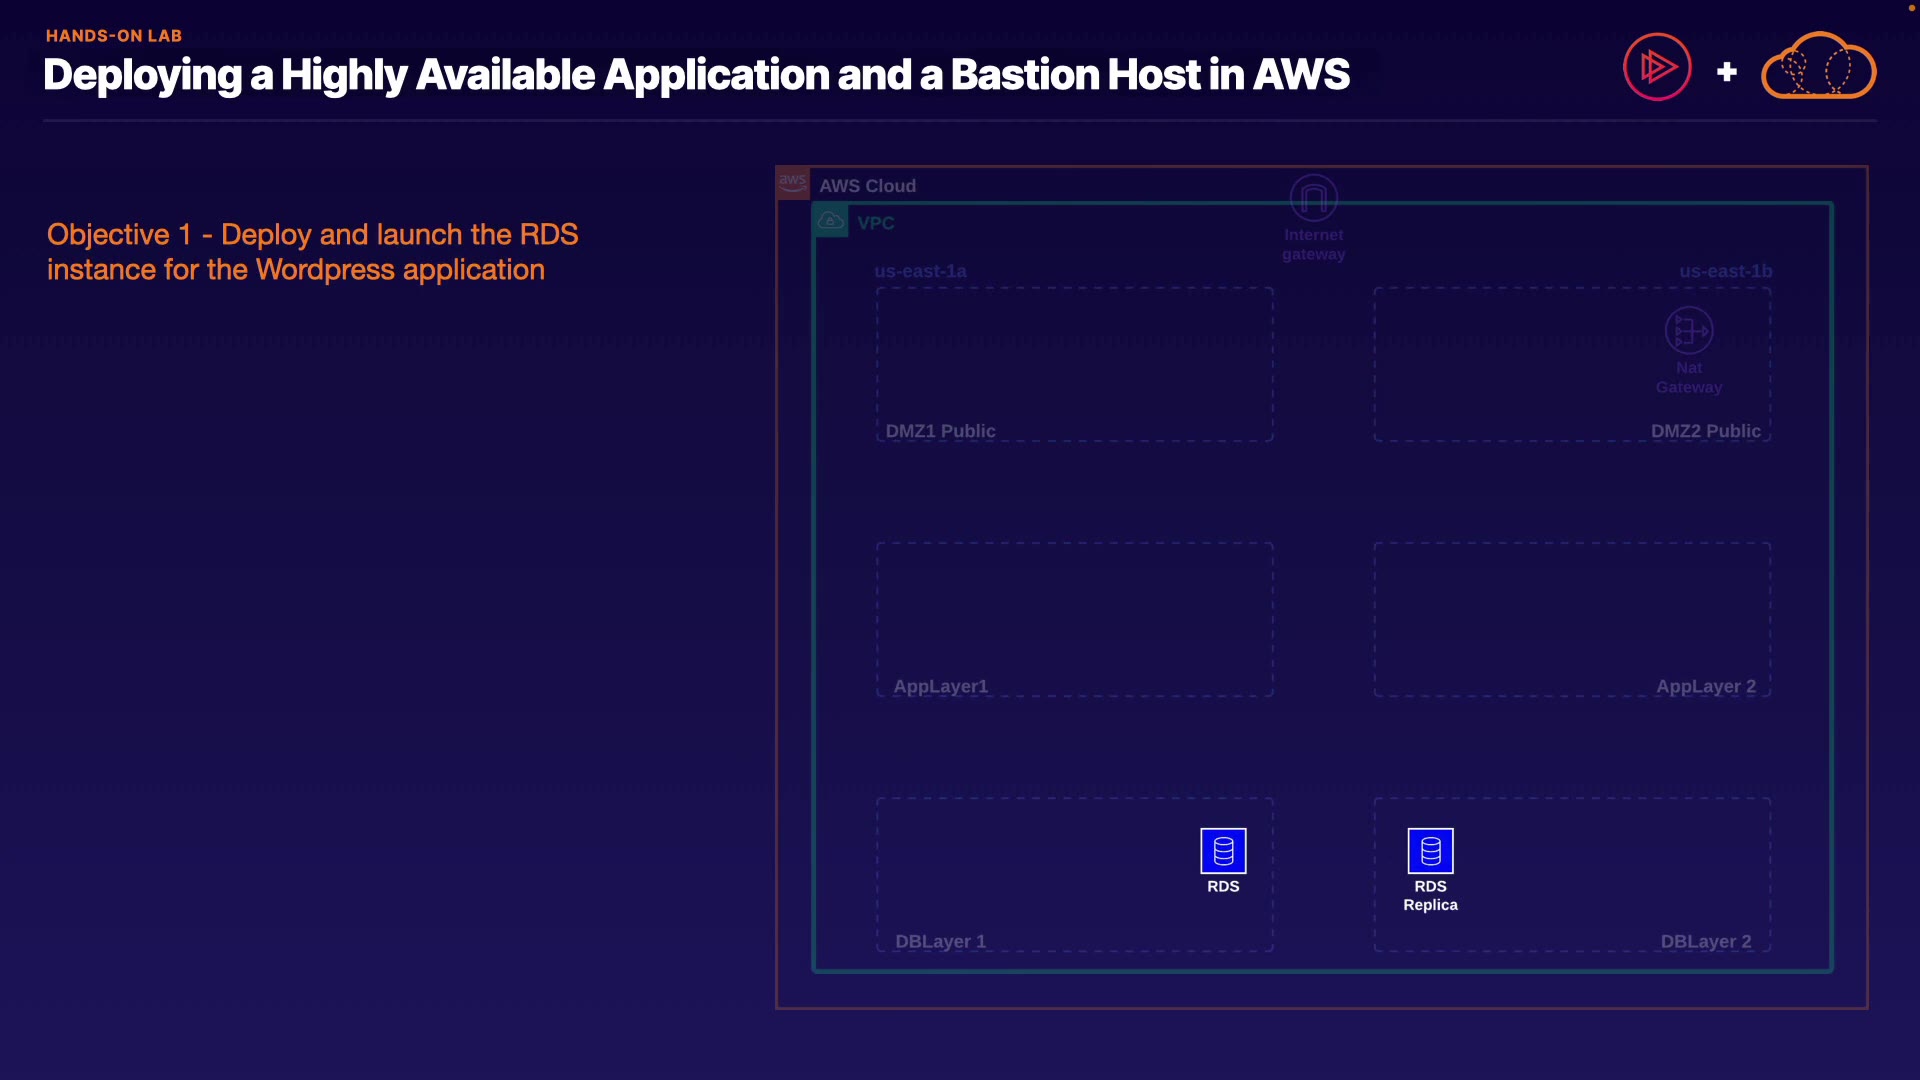 HANDS-ON LAB
Deploying a Highly Available Application and a Bastion Host in AWS
Objective 1 - Deploy and launch the RDS
instance for the Wordpress application
aws
AWS Cloud
VPC
Internet
gateway
us-east-1a
us-east-1b
Nat
Gateway
DMZ1 Public
DMZ2 Public
AppLayer1
AppLayer 2
RDS
RDS
Replica
DBLayer 1
DBLayer 2